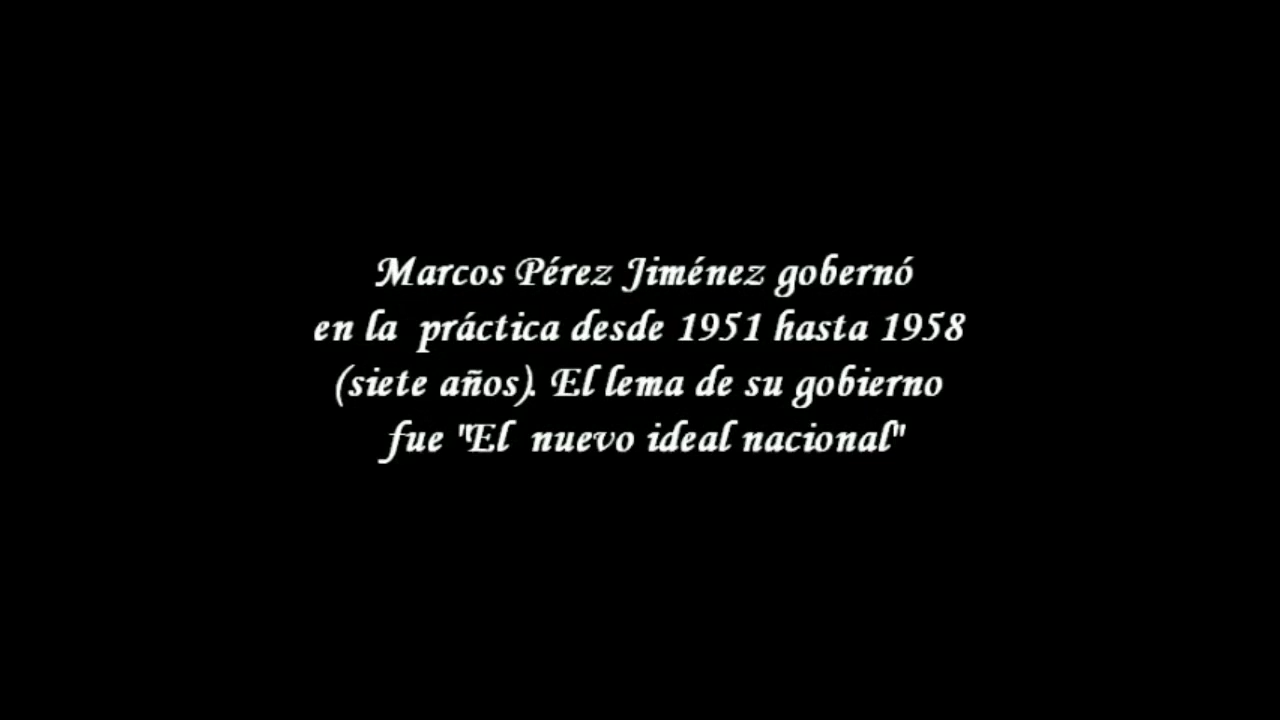 Marcos Pérez Jiménez gobernó
en la  práctica desde 1951 hasta 1958
(siete años). El lema de su gobierno
fue "El  nuevo ideal nacional"